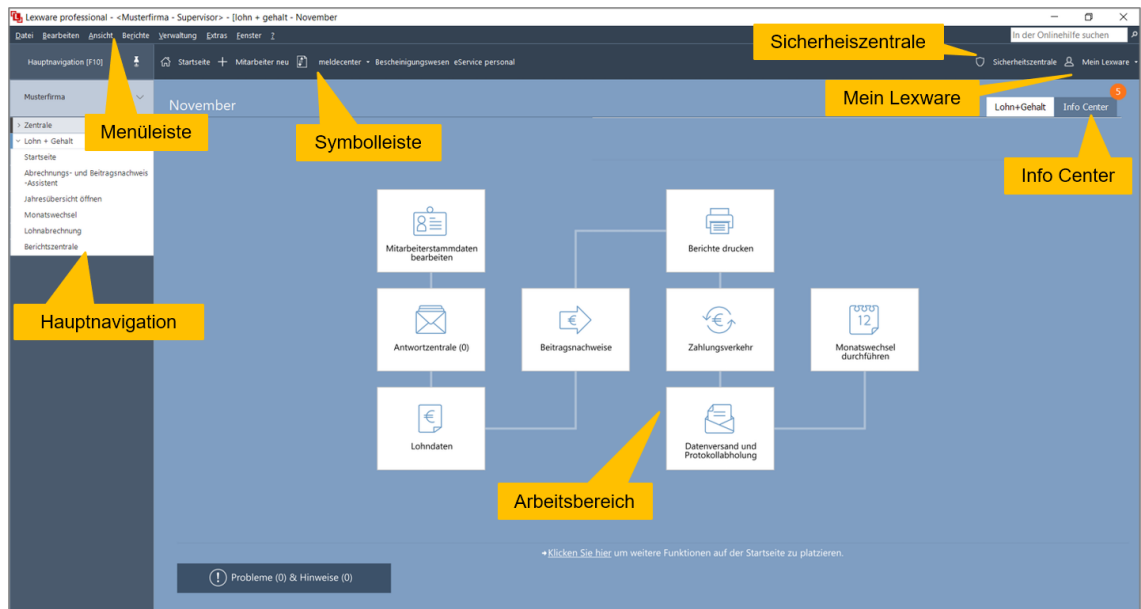 Lexware professional - <Musterfirma - Supervisor> - [lohn + gehalt - November
Datei Bearbeiten Ansicht Berichte Verwaltung Extras Fenster ?
In der Onlinehilfe suchen
Sicherheiszentrale
Hauptnavigation [F10]
Startseite Mitarbeiter neu meldecenter - Bescheinigungswesen eService personal
Sicherheitszentrale Mein Lexware
Musterfirma
November
Mein Lexware
5
Lohn+Gehalt Info Center
> Zentrale
Lohn + Gehalt
Menüleiste
Symbolleiste
Info Center
Startseite
Abrechnungs- und Beitragsnachweis
-Assistent
Jahresübersicht öffnen
Monatswechsel
Lohnabrechnung
Berichtszentrale
Hauptnavigation
Mitarbeiterstammdaten
bearbeiten
Berichte drucken
Antwortzentrale (0)
€
Beitragsnachweise
€
Zahlungsverkehr
12
Monatswechsel
durchführen
€
Lohndaten
Datenversand und
Protokollabholung
Arbeitsbereich
Klicken Sie hier um weitere Funktionen auf der Startseite zu platzieren.
! Probleme (0) & Hinweise (0)